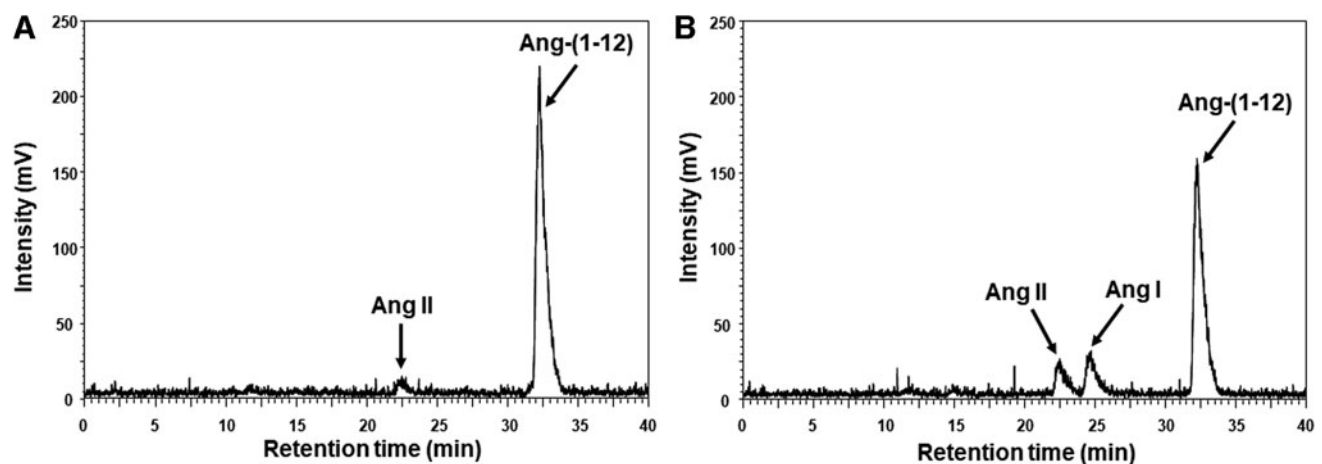 A
250
200
150
100
50
0
Intensity (mV)
Ang-(1-12)
Ang II
0 5 10 15 20 25 30 35 40
Retention time (min)
B
250
200
150
100
50
0
Intensity (mV)
Ang-(1-12)
Ang II
Ang I
0 5 10 15 20 25 30 35 40
Retention time (min)